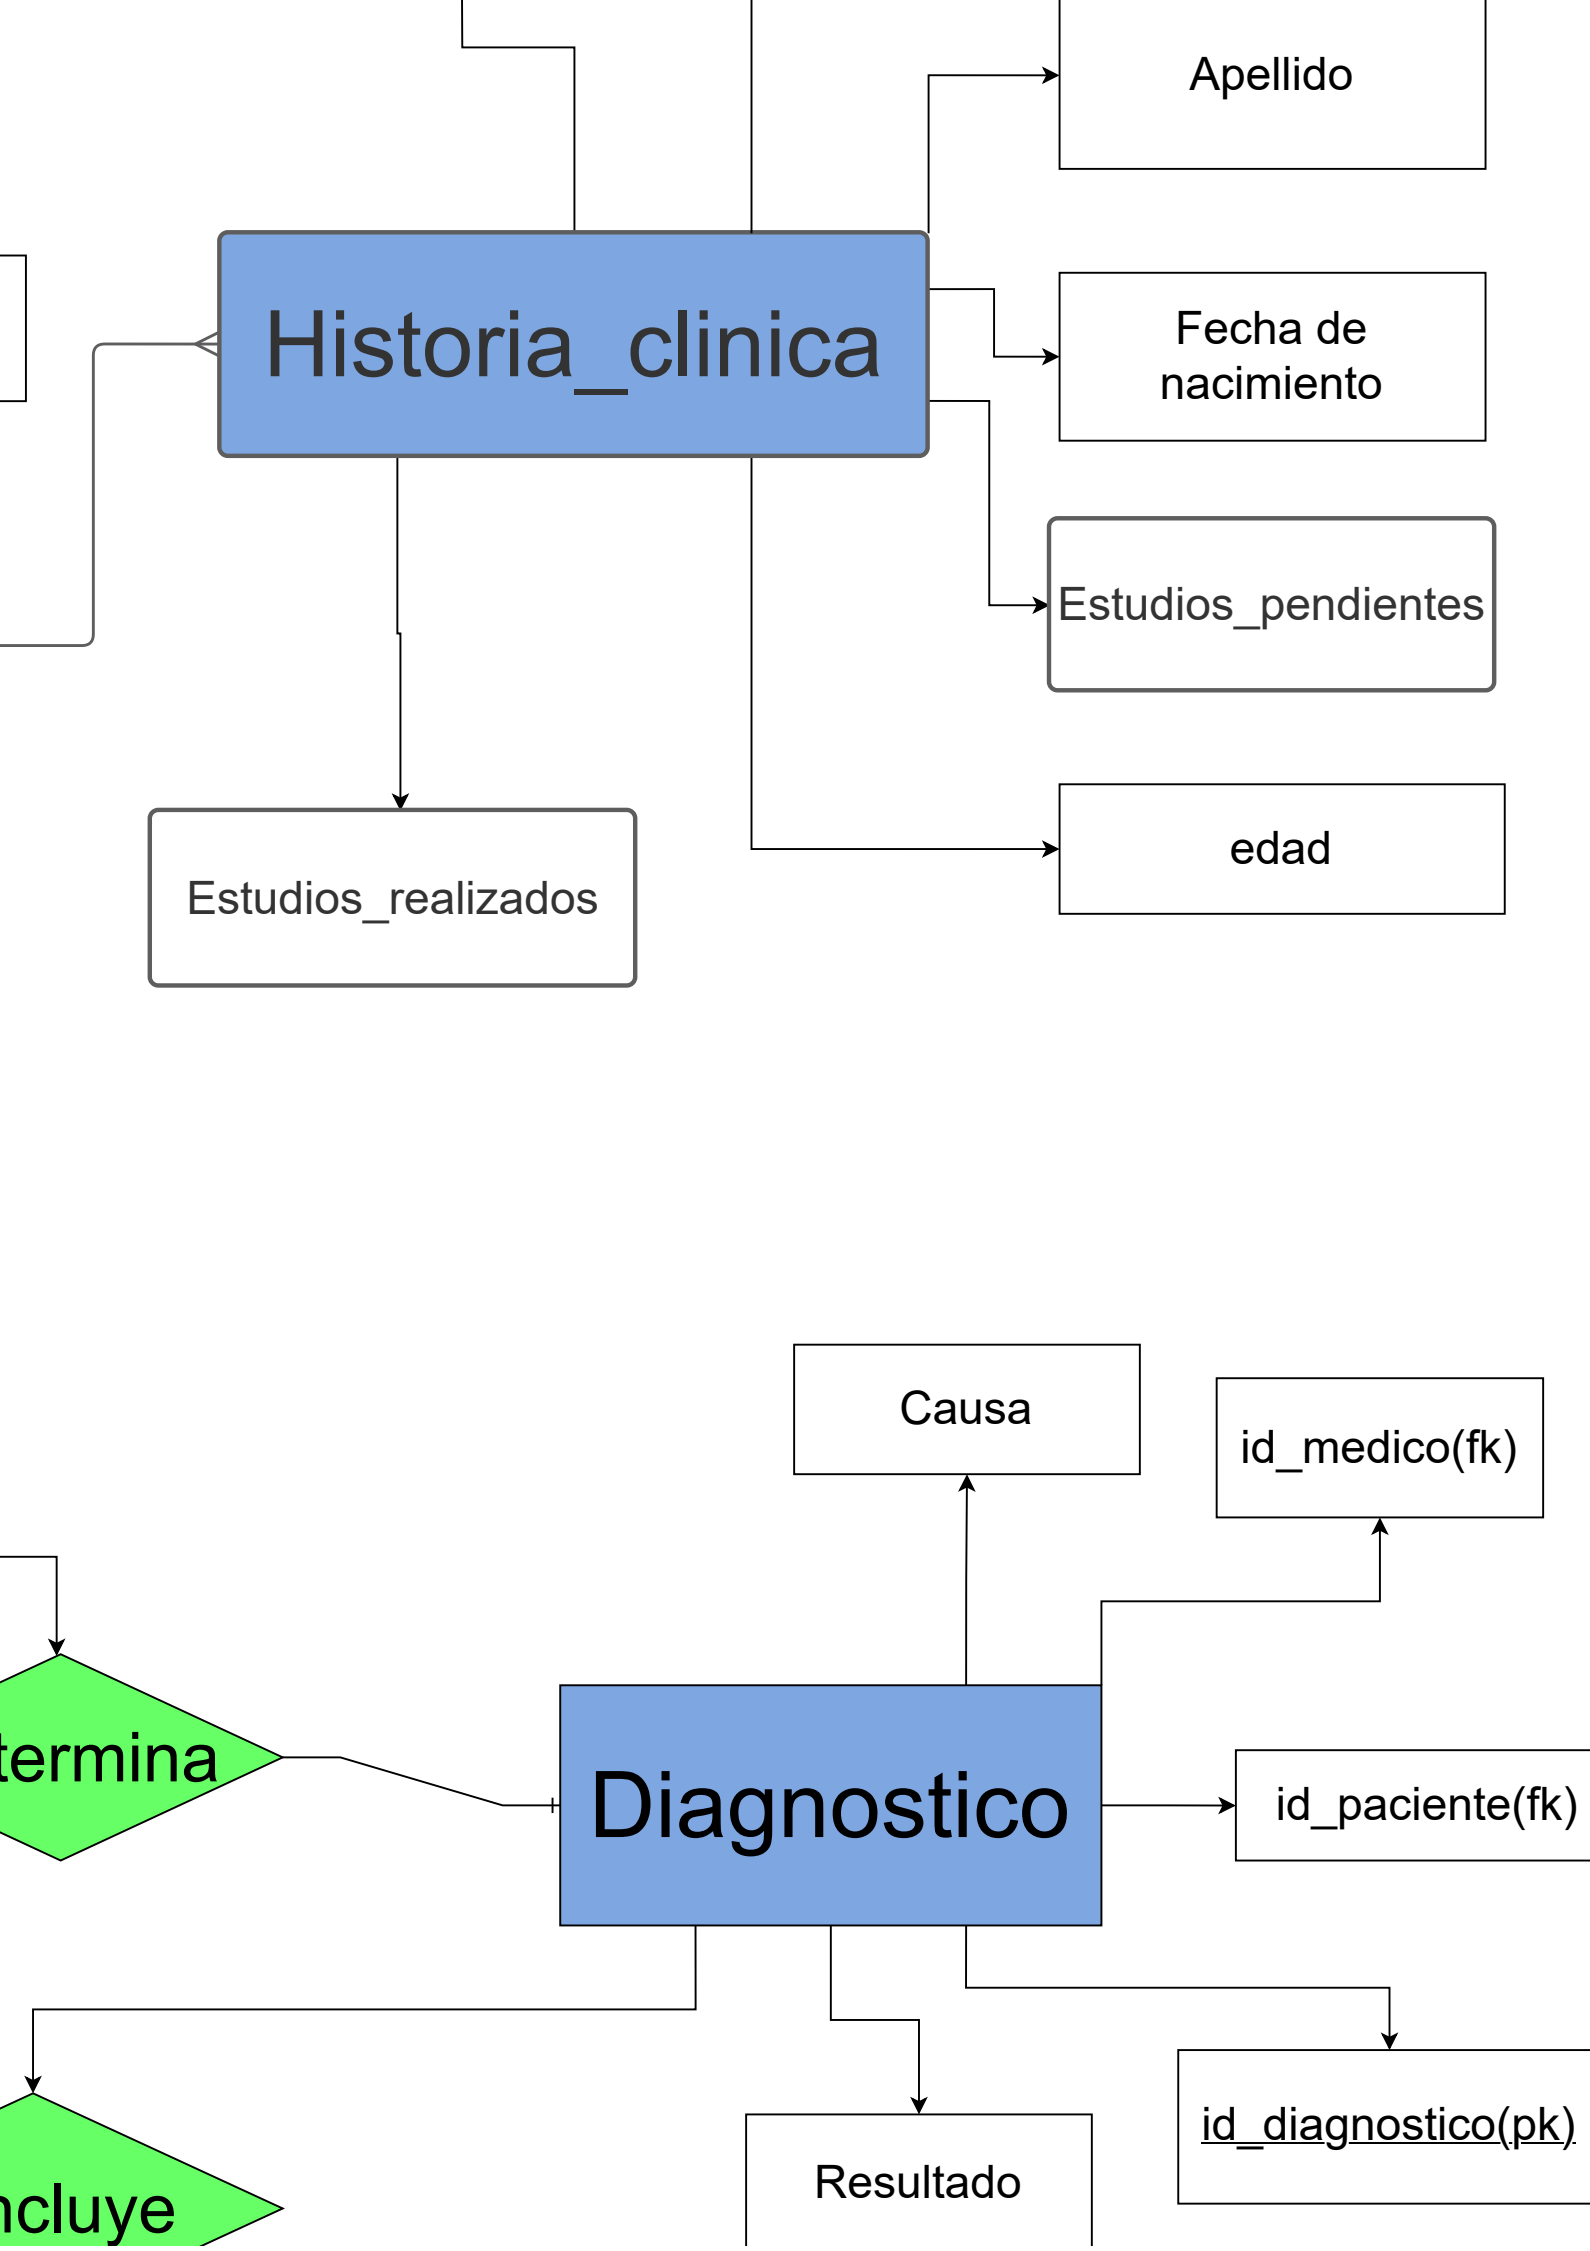 Apellido
Historia_clinica
Fecha de
nacimiento
Estudios_pendientes
edad
Estudios_realizados
Causa
id_medico(fk)
termina
Diagnostico
id_paciente(fk)
id_diagnostico(pk)
Resultado
ncluye